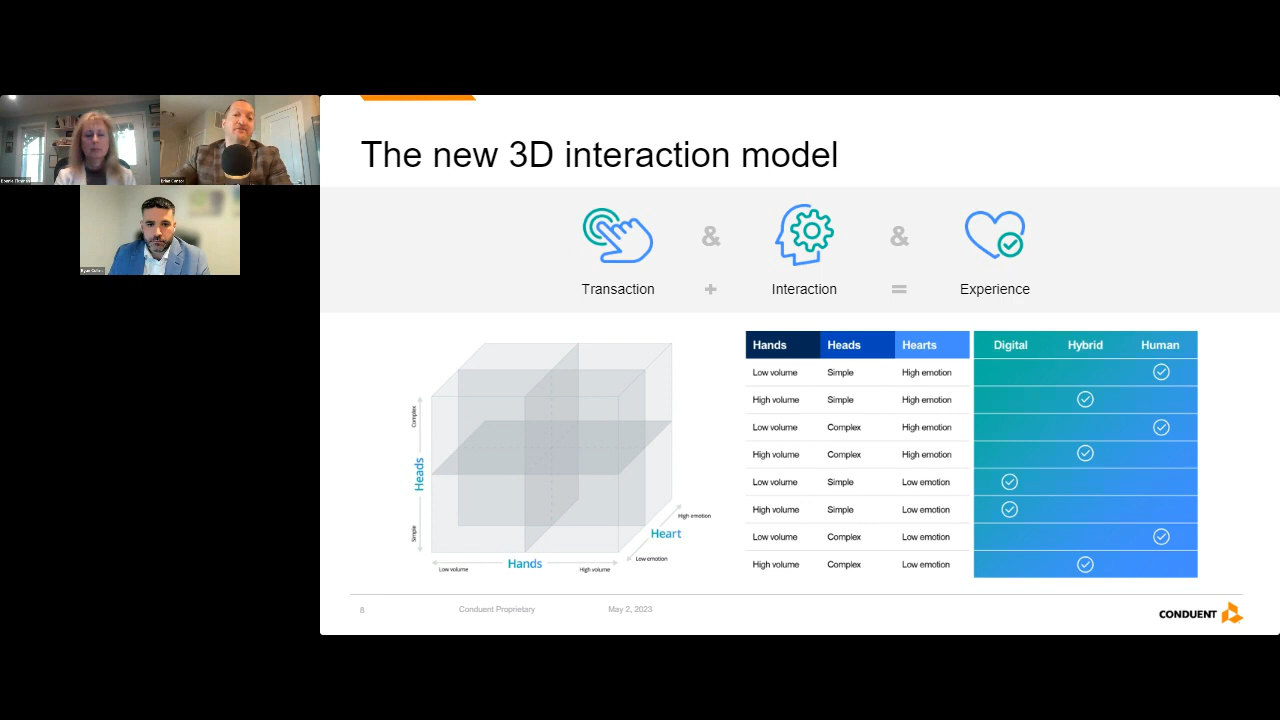 The new 3D interaction model
& &
Transaction + Interaction = Experience
Complex
Heads
Simple
Low volume
Hands
High volume
Low emotion
Heart
High emotion
Hands Heads Hearts Digital Hybrid Human
Low volume Simple High emotion
High volume Simple High emotion
Low volume Complex High emotion
High volume Complex High emotion
Low volume Simple Low emotion
High volume Simple Low emotion
Low volume Complex Low emotion
High volume Complex Low emotion
8 Conduent Proprietary May 2, 2023
CONDUENT